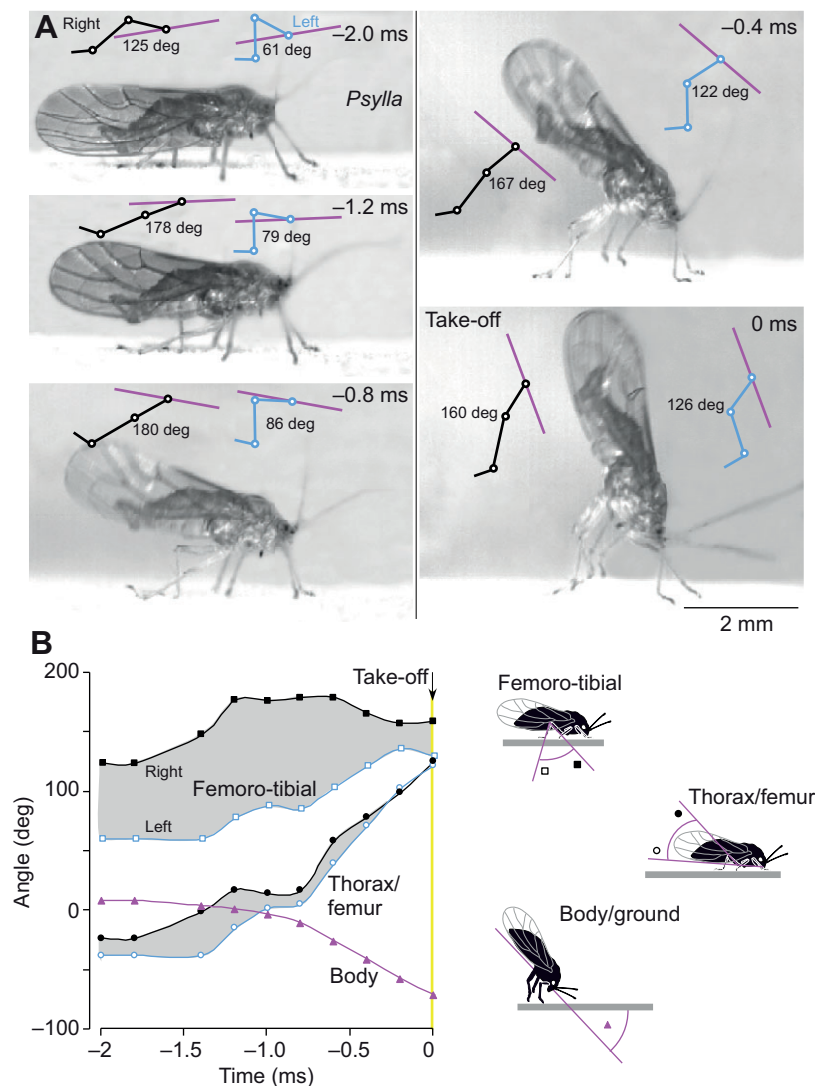 A
Right
125 deg
Left
61 deg
–2.0 ms
Psylla
178 deg
79 deg
–1.2 ms
180 deg
86 deg
–0.8 ms
–0.4 ms
122 deg
167 deg
Take-off
0 ms
160 deg
126 deg
2 mm
B
200
100
0
–100
Angle (deg)
Take-off
Right
Femoro-tibial
Left
Thorax/
femur
Body
–2
–1.5
–1.0
–0.5
0
Time (ms)
Femoro-tibial
Thorax/femur
Body/ground